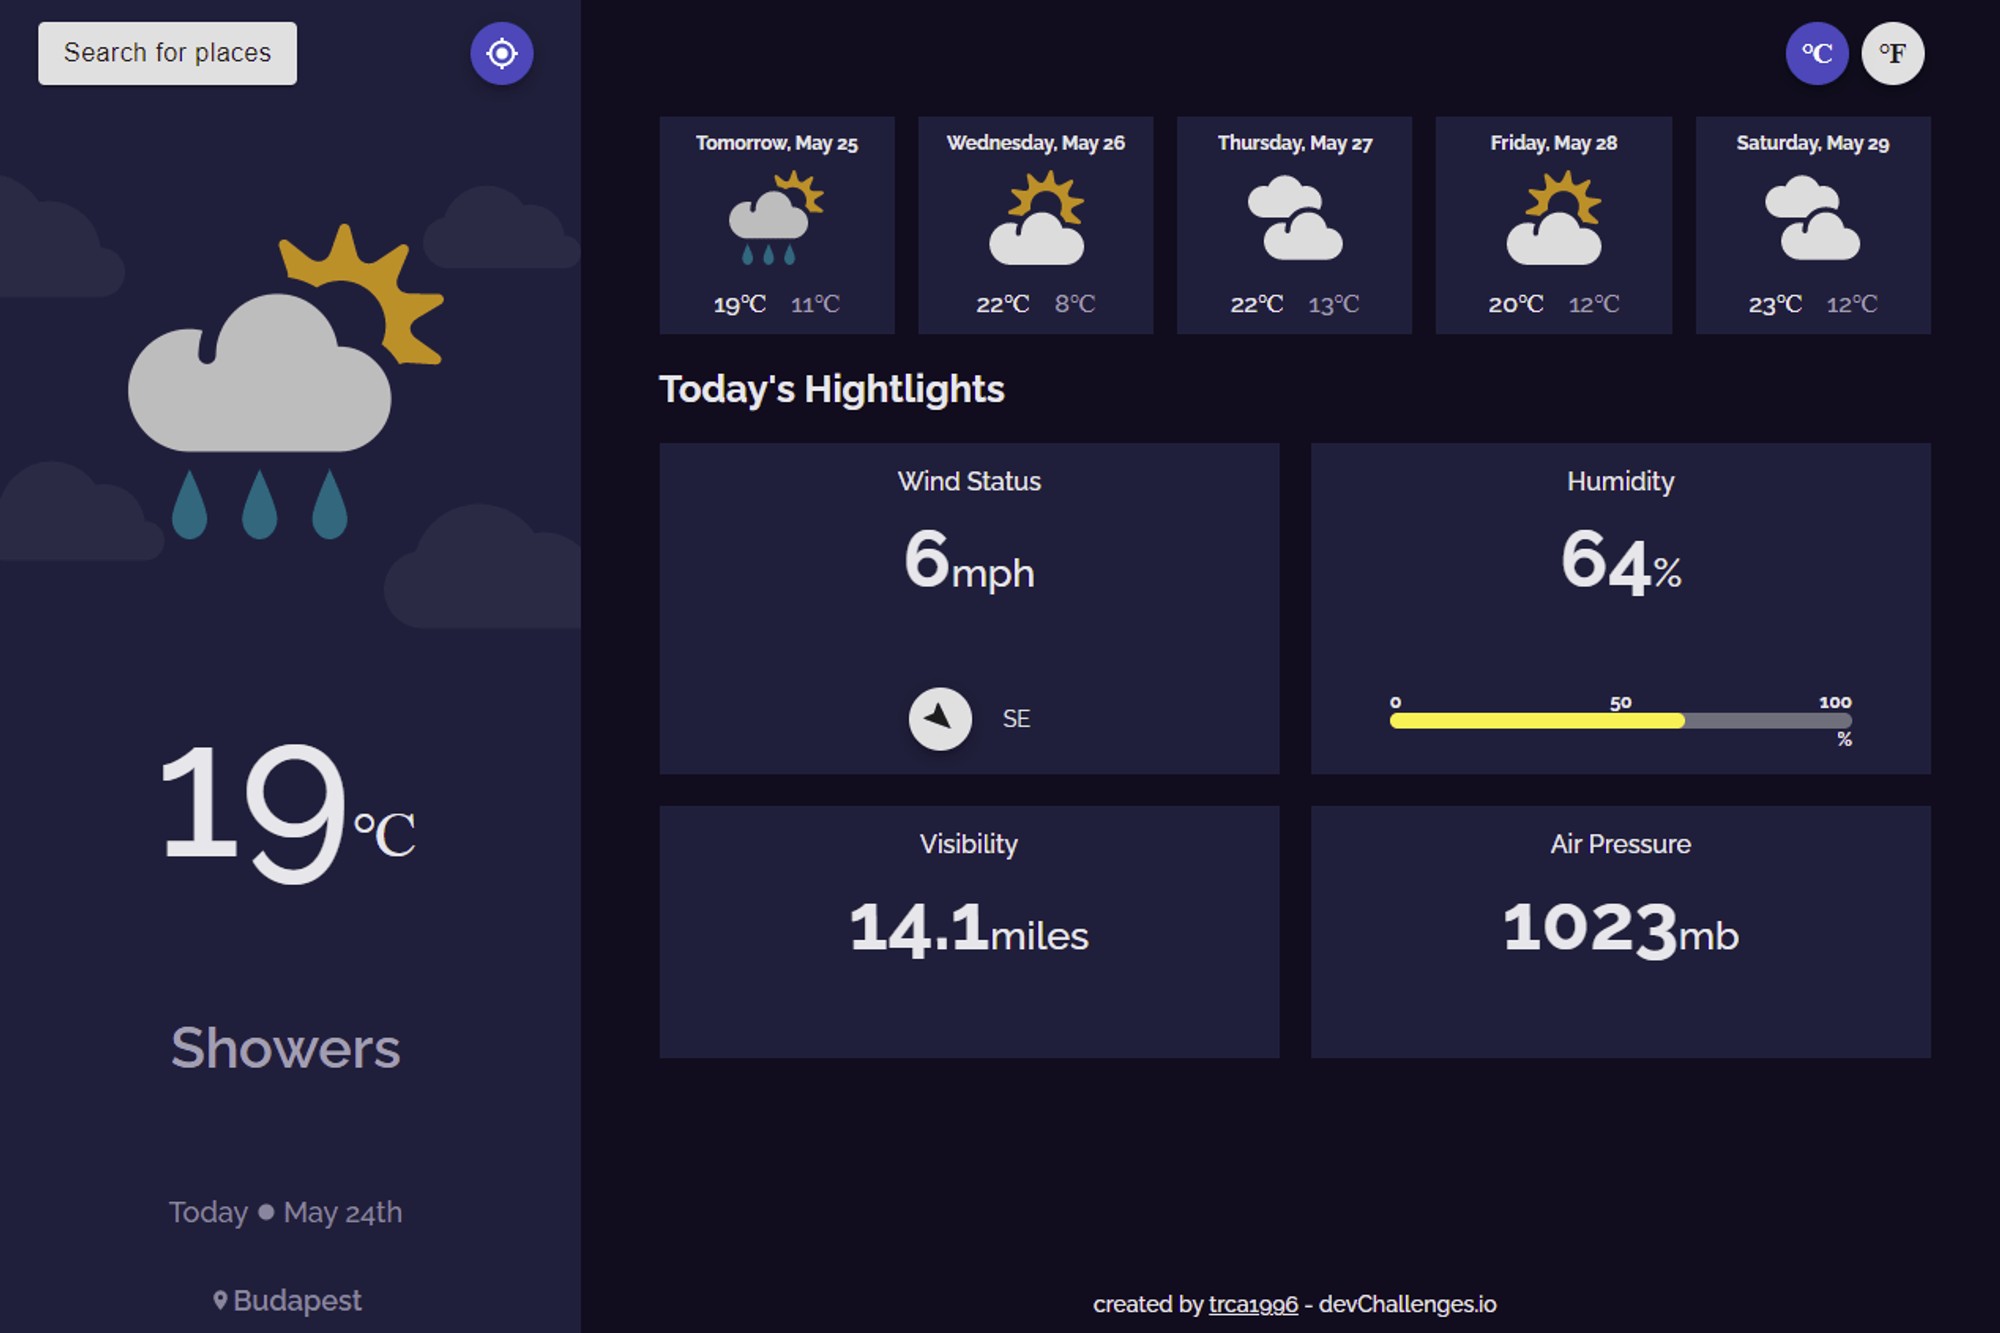 Search for places
19℃
Showers
Today ● May 24th
Budapest
℃ ℉
Tomorrow, May 25
19℃ 11℃
Wednesday, May 26
22℃ 8℃
Thursday, May 27
22℃ 13℃
Friday, May 28
20℃ 12℃
Saturday, May 29
23℃ 12℃
Today's Hightlights
Wind Status
6mph
SE
Humidity
64%
0 50 100
%
Visibility
14.1miles
Air Pressure
1023mb
created by trca1996 - devChallenges.io